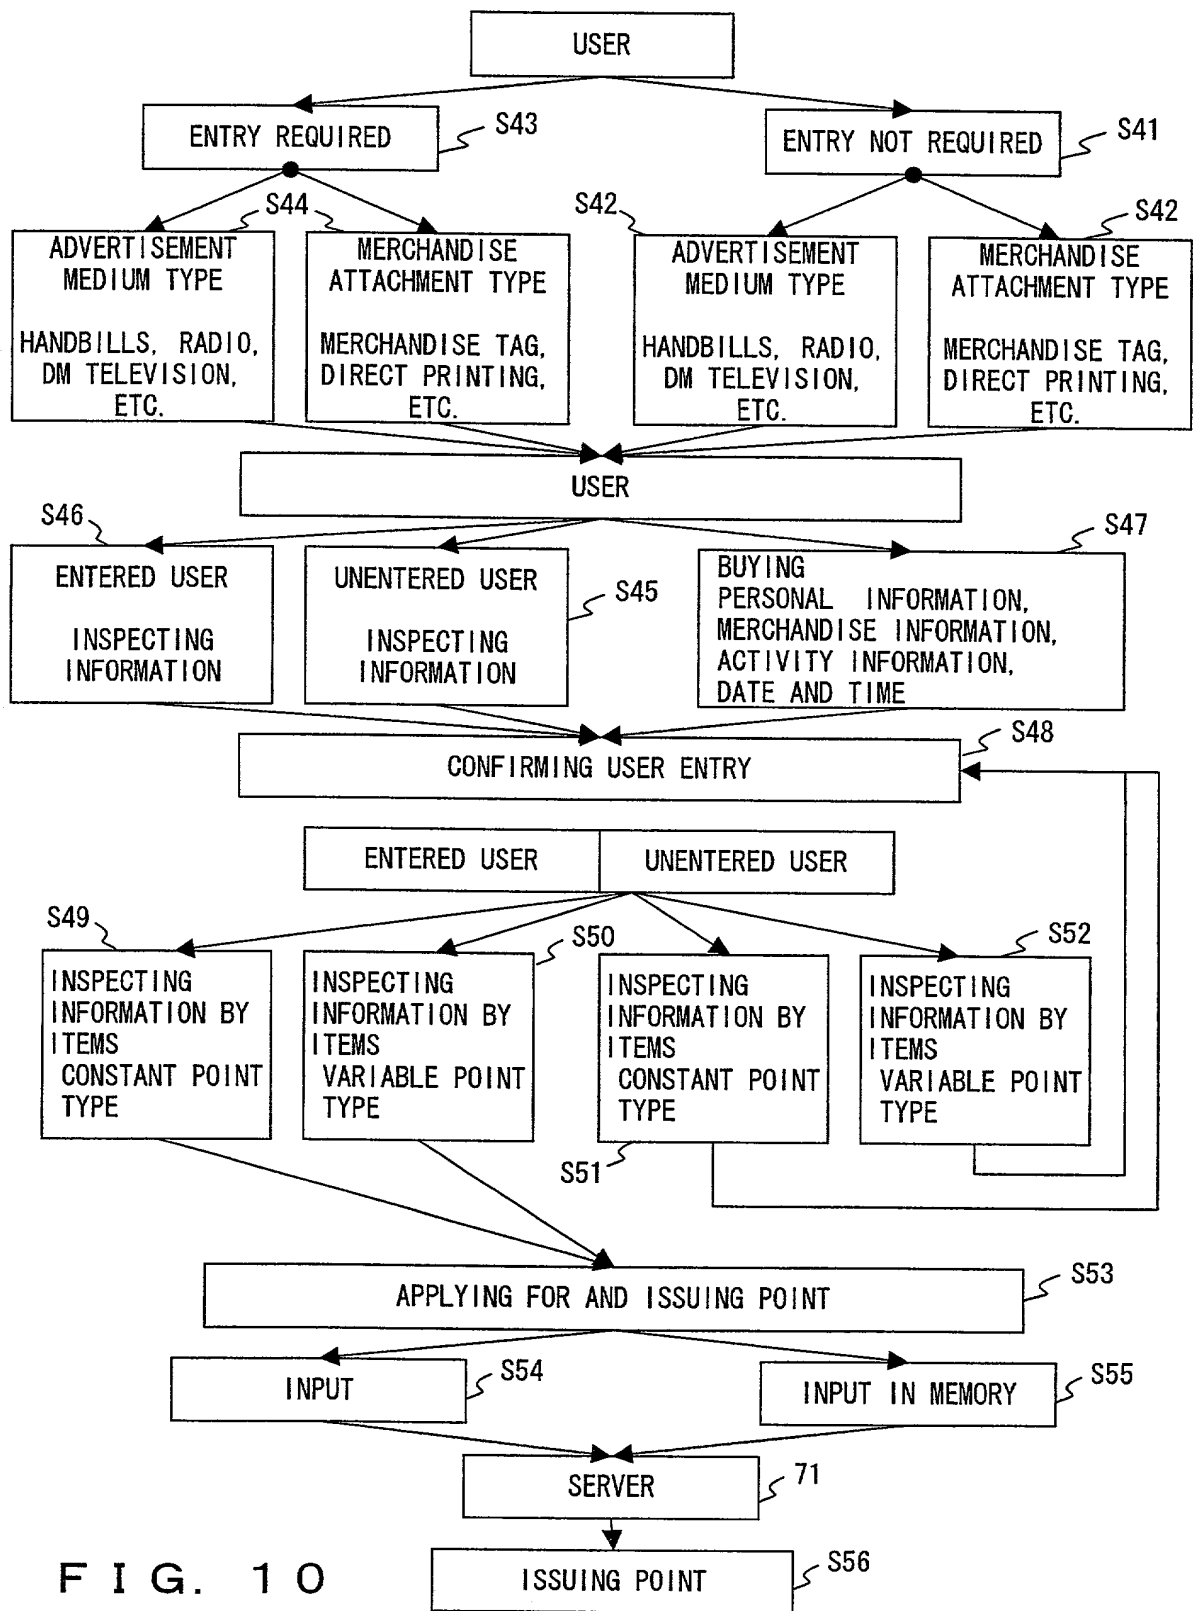 USER
ENTRY REQUIRED
S43
ENTRY NOT REQUIRED
S41
S44
S42
S42
ADVERTISEMENT
MEDIUM TYPE
HANDBILLS, RADIO,
DM TELEVISION,
ETC.
MERCHANDISE
ATTACHMENT TYPE
MERCHANDISE TAG,
DIRECT PRINTING,
ETC.
ADVERTISEMENT
MEDIUM TYPE
HANDBILLS, RADIO,
DM TELEVISION,
ETC.
MERCHANDISE
ATTACHMENT TYPE
MERCHANDISE TAG,
DIRECT PRINTING,
ETC.
USER
S46
ENTERED USER
INSPECTING
INFORMATION
UNENTERED USER
INSPECTING
INFORMATION
S45
S47
BUYING
PERSONAL INFORMATION,
MERCHANDISE INFORMATION,
ACTIVITY INFORMATION,
DATE AND TIME
CONFIRMING USER ENTRY
S48
ENTERED USER
UNENTERED USER
S49
INSPECTING
INFORMATION BY
ITEMS
CONSTANT POINT
TYPE
S50
INSPECTING
INFORMATION BY
ITEMS
VARIABLE POINT
TYPE
INSPECTING
INFORMATION BY
ITEMS
CONSTANT POINT
TYPE
S51
S52
INSPECTING
INFORMATION BY
ITEMS
VARIABLE POINT
TYPE
APPLYING FOR AND ISSUING POINT
S53
INPUT
S54
INPUT IN MEMORY
S55
SERVER
71
ISSUING POINT
S56
FIG. 10